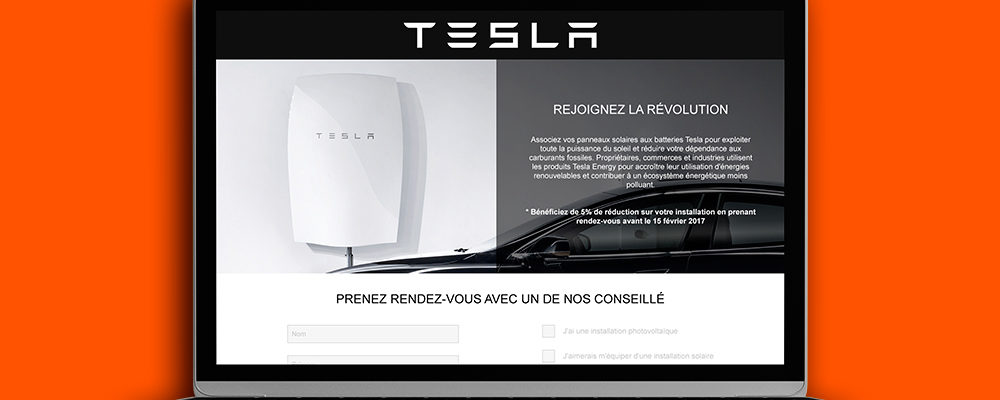 TESLA
TESLA
REJOIGNEZ LA RÉVOLUTION
Associez vos panneaux solaires aux batteries Tesla pour exploiter
toute la puissance du soleil et réduire votre dépendance aux
carburants fossiles. Propriétaires, commerces et industries utilisent
les produits Tesla Energy pour accroître leur utilisation d'énergies
renouvelables et contribuer à un écosystème énergétique moins
polluant.
* Bénéficiez de 5% de réduction sur votre installation en prenant
rendez-vous avant le 15 février 2017
PRENEZ RENDEZ-VOUS AVEC UN DE NOS CONSEILLÉ
Nom
J'ai une installation photovoltaïque
J'aimerais m'équiper d'une installation solaire